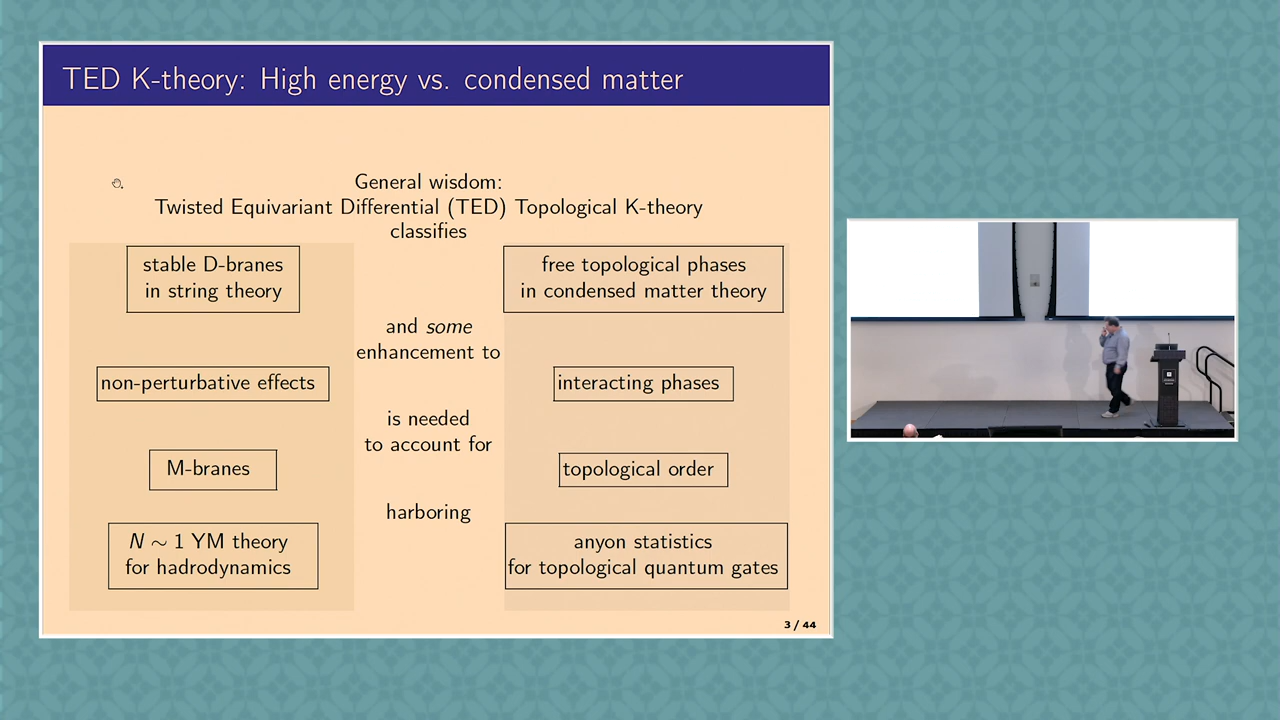 TED K-theory: High energy vs. condensed matter
General wisdom:
Twisted Equivariant Differential (TED) Topological K-theory
classifies
stable D-branes
in string theory
free topological phases
in condensed matter theory
and some
enhancement to
non-perturbative effects
interacting phases
is needed
to account for
M-branes
topological order
harboring
N ∼ 1 YM theory
for hadrodynamics
anyon statistics
for topological quantum gates
3 / 44